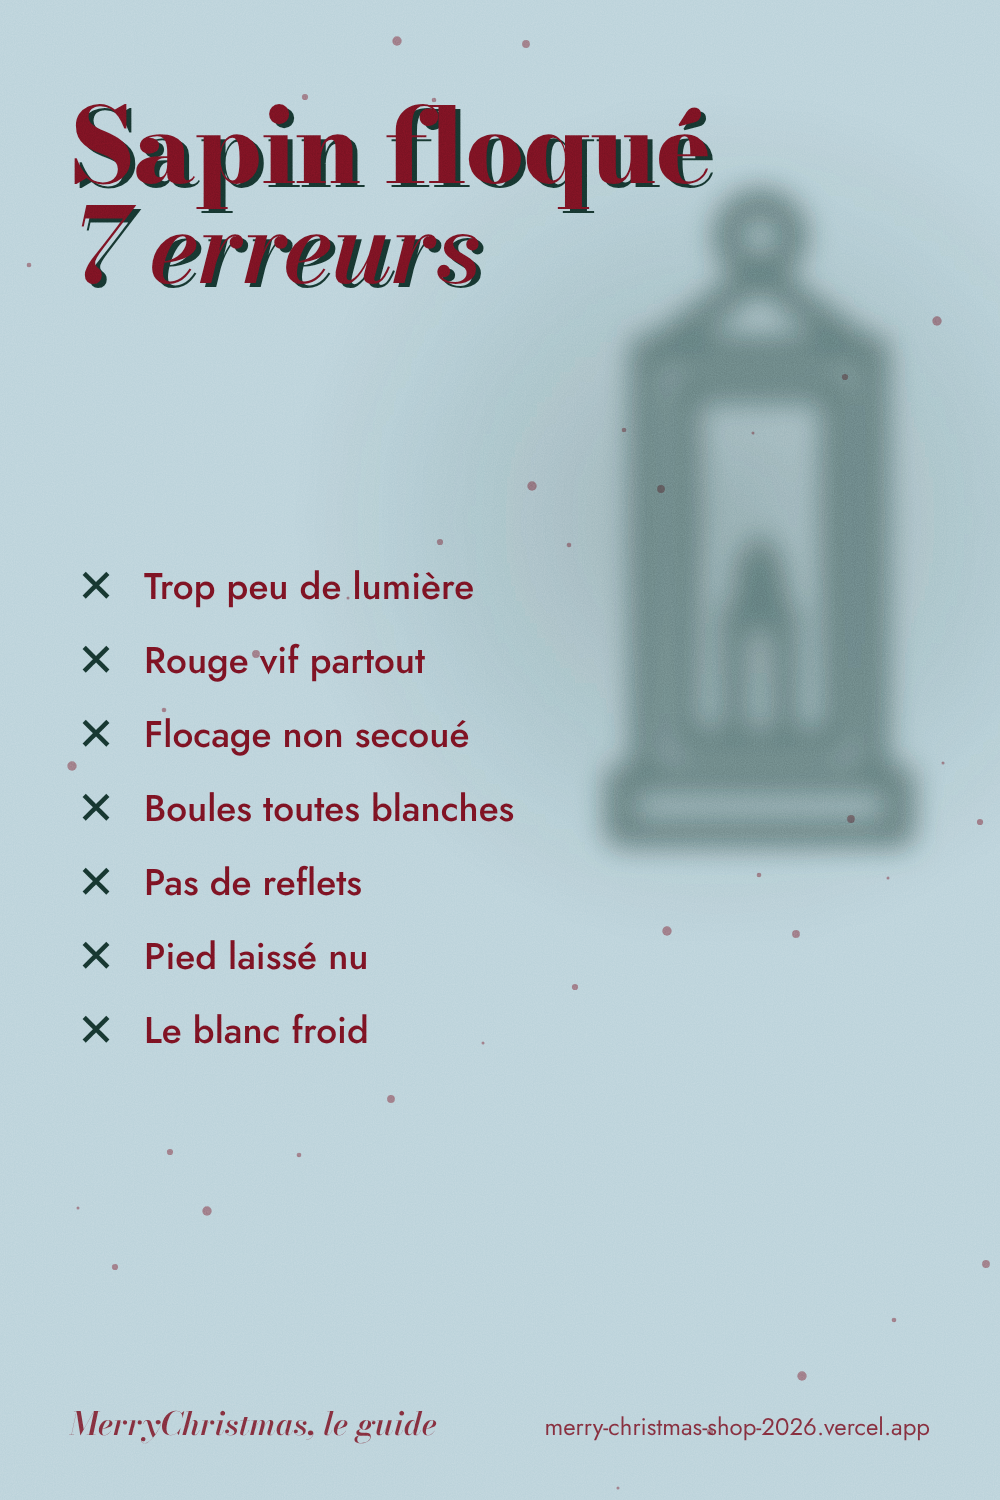 Sapin floqué
7 erreurs
✕ Trop peu de lumière
✕ Rouge vif partout
✕ Flocage non secoué
✕ Boules toutes blanches
✕ Pas de reflets
✕ Pied laissé nu
✕ Le blanc froid
MerryChristmas, le guide
merry-christmas-shop-2026.vercel.app